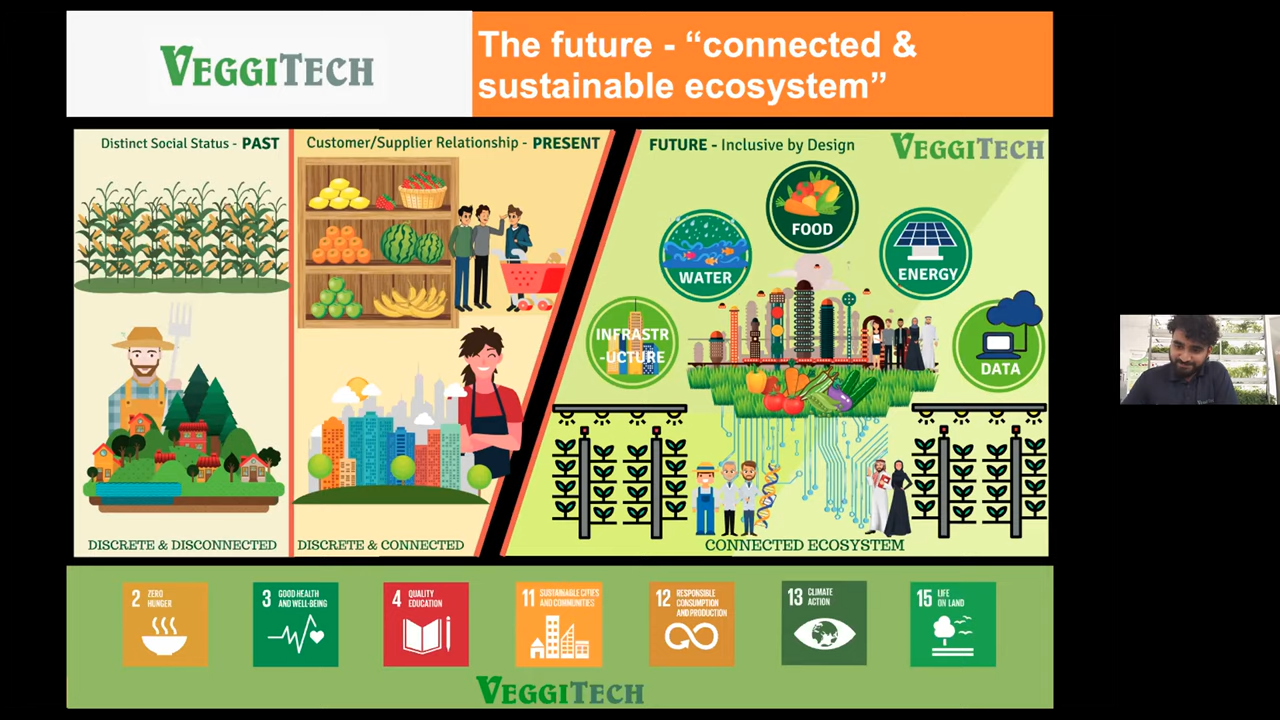 VEGGITECH
The future - “connected &
sustainable ecosystem”
Distinct Social Status - PAST
Customer/Supplier Relationship - PRESENT
FUTURE - Inclusive by Design
VEGGITECH
FOOD
WATER
ENERGY
INFRASTR
-UCTURE
DATA
DISCRETE & DISCONNECTED
DISCRETE & CONNECTED
CONNECTED ECOSYSTEM
2 ZERO
HUNGER
3 GOOD HEALTH
AND WELL-BEING
4 QUALITY
EDUCATION
11 SUSTAINABLE CITIES
AND COMMUNITIES
12 RESPONSIBLE
CONSUMPTION
AND PRODUCTION
13 CLIMATE
ACTION
15 LIFE
ON LAND
VEGGITECH